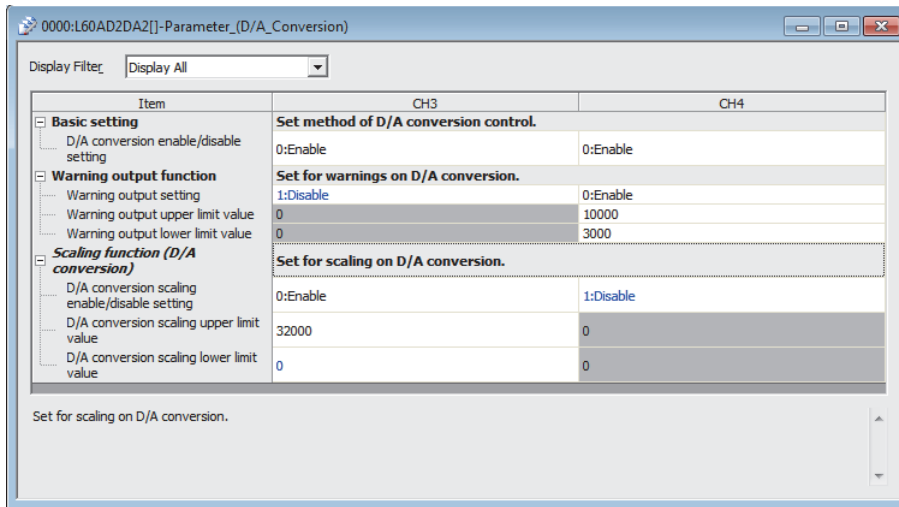 0000:L60AD2DA2[]-Parameter_(D/A_Conversion)
Display Filter Display All
Item CH3 CH4
Basic setting Set method of D/A conversion control.
D/A conversion enable/disable setting 0:Enable 0:Enable
Warning output function Set for warnings on D/A conversion.
Warning output setting 1:Disable 0:Enable
Warning output upper limit value 0 10000
Warning output lower limit value 0 3000
Scaling function (D/A conversion) Set for scaling on D/A conversion.
D/A conversion scaling enable/disable setting 0:Enable 1:Disable
D/A conversion scaling upper limit value 32000 0
D/A conversion scaling lower limit value 0 0
Set for scaling on D/A conversion.